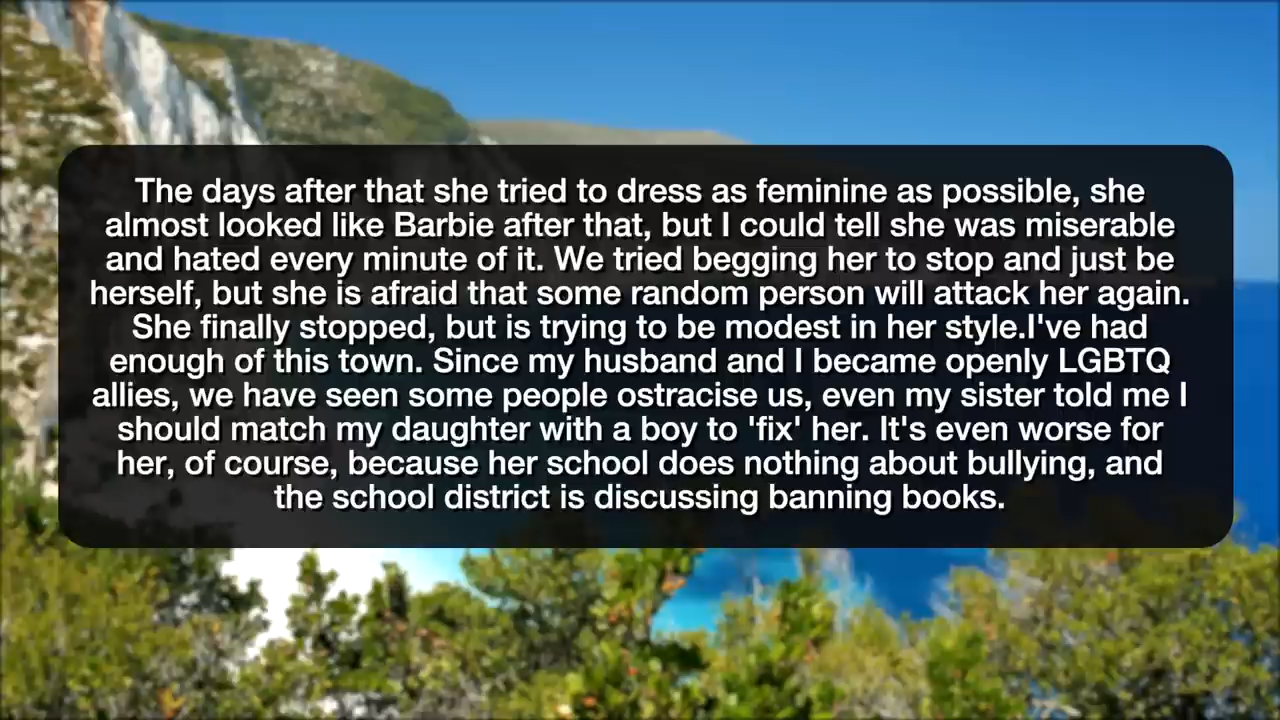 The days after that she tried to dress as feminine as possible, she
almost looked like Barbie after that, but I could tell she was miserable
and hated every minute of it. We tried begging her to stop and just be
herself, but she is afraid that some random person will attack her again.
She finally stopped, but is trying to be modest in her style.I've had
enough of this town. Since my husband and I became openly LGBTQ
allies, we have seen some people ostracise us, even my sister told me I
should match my daughter with a boy to 'fix' her. It's even worse for
her, of course, because her school does nothing about bullying, and
the school district is discussing banning books.